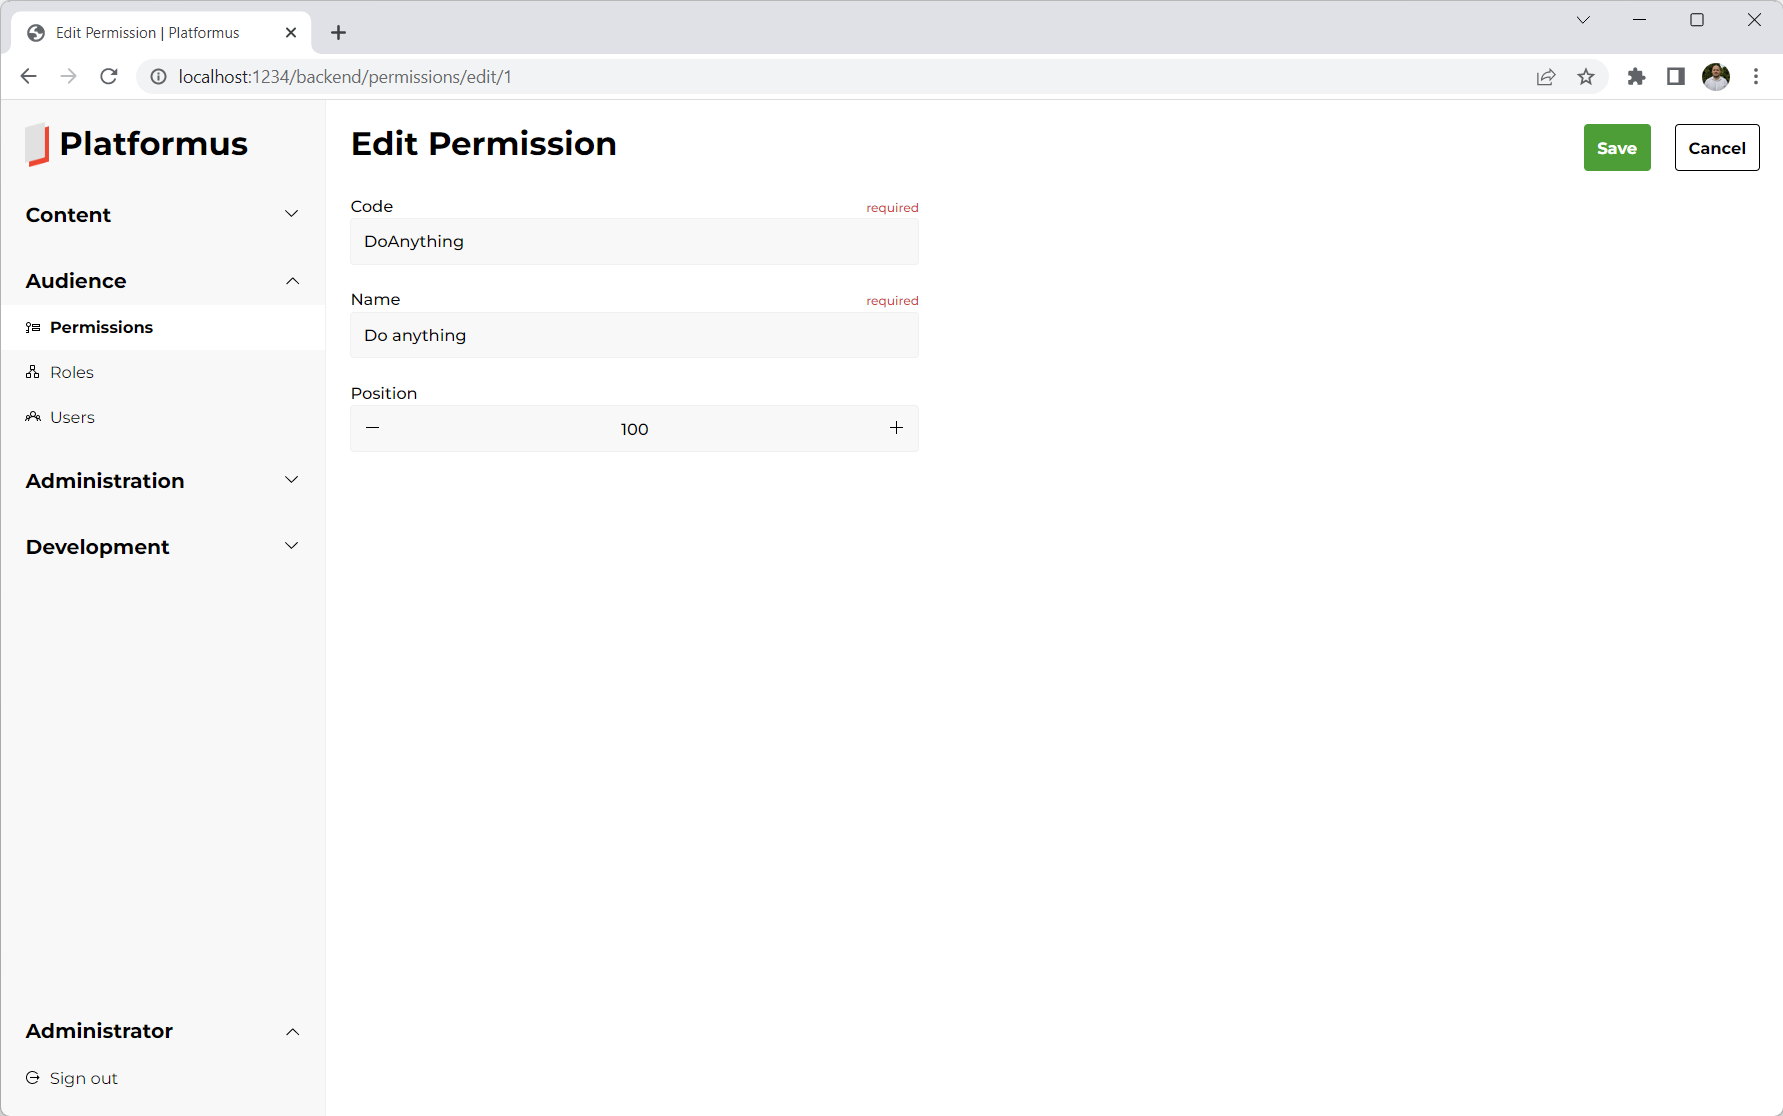 Edit Permission | Platformus
localhost:1234/backend/permissions/edit/1
Platformus
Content
Audience
Permissions
Roles
Users
Administration
Development
Administrator
Sign out
Edit Permission
Save
Cancel
Code
required
DoAnything
Name
required
Do anything
Position
100